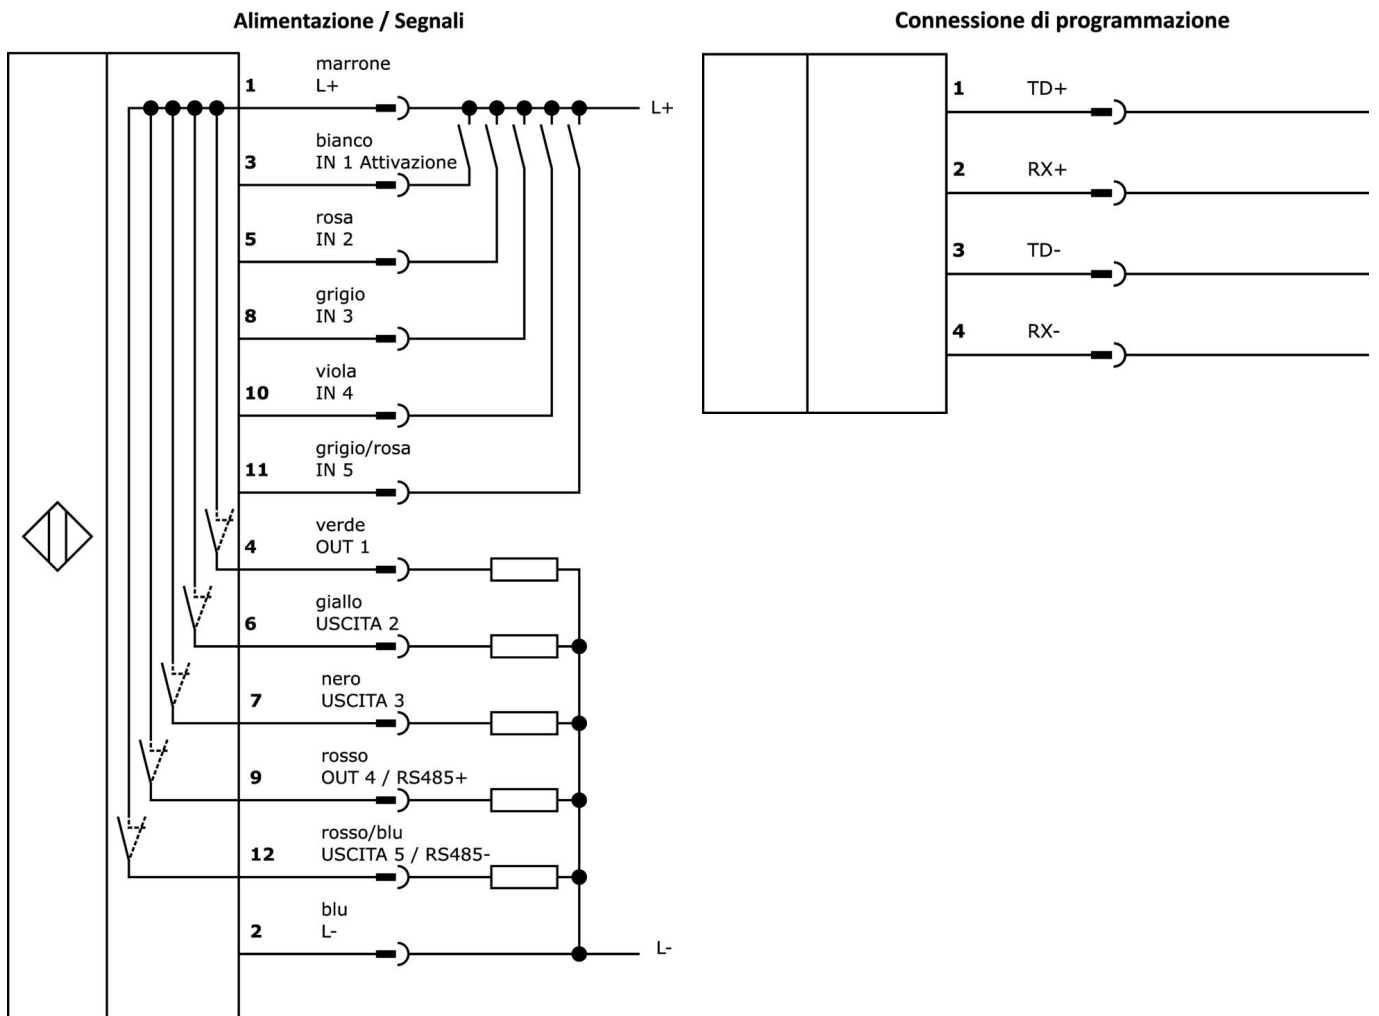 Alimentazione / Segnali
marrone
1 L+
L+
bianco
3 IN 1 Attivazione
rosa
5 IN 2
grigio
8 IN 3
viola
10 IN 4
grigio/rosa
11 IN 5
verde
4 OUT 1
giallo
6 USCITA 2
nero
7 USCITA 3
rosso
9 OUT 4 / RS485+
rosso/blu
12 USCITA 5 / RS485-
blu
2 L-
L-
Connessione di programmazione
1 TD+
2 RX+
3 TD-
4 RX-